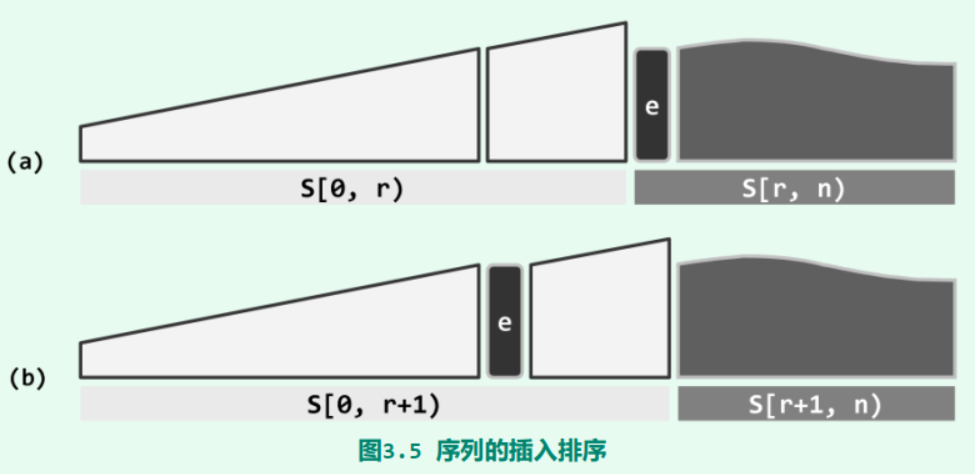 (a)
e
S[0, r)
S[r, n)
(b)
e
S[0, r+1)
S[r+1, n)
图3.5 序列的插入排序